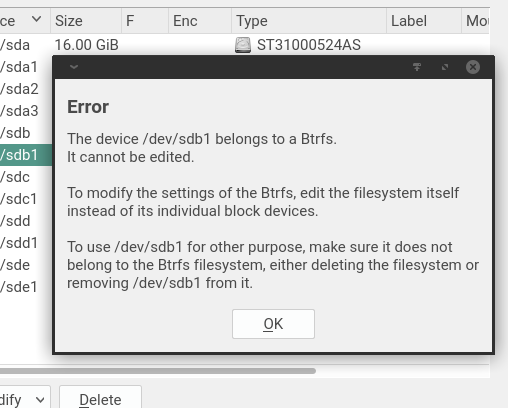 ce Size F Enc Type Label Mou
/sda 16.00 GiB ST31000524AS
/sda1
/sda2
/sda3
/sdb
/sdb1
/sdc
/sdc1
/sdd
/sdd1
/sde
/sde1
Error
The device /dev/sdb1 belongs to a Btrfs.
It cannot be edited.
To modify the settings of the Btrfs, edit the filesystem itself
instead of its individual block devices.
To use /dev/sdb1 for other purpose, make sure it does not
belong to the Btrfs filesystem, either deleting the filesystem or
removing /dev/sdb1 from it.
OK
dify Delete